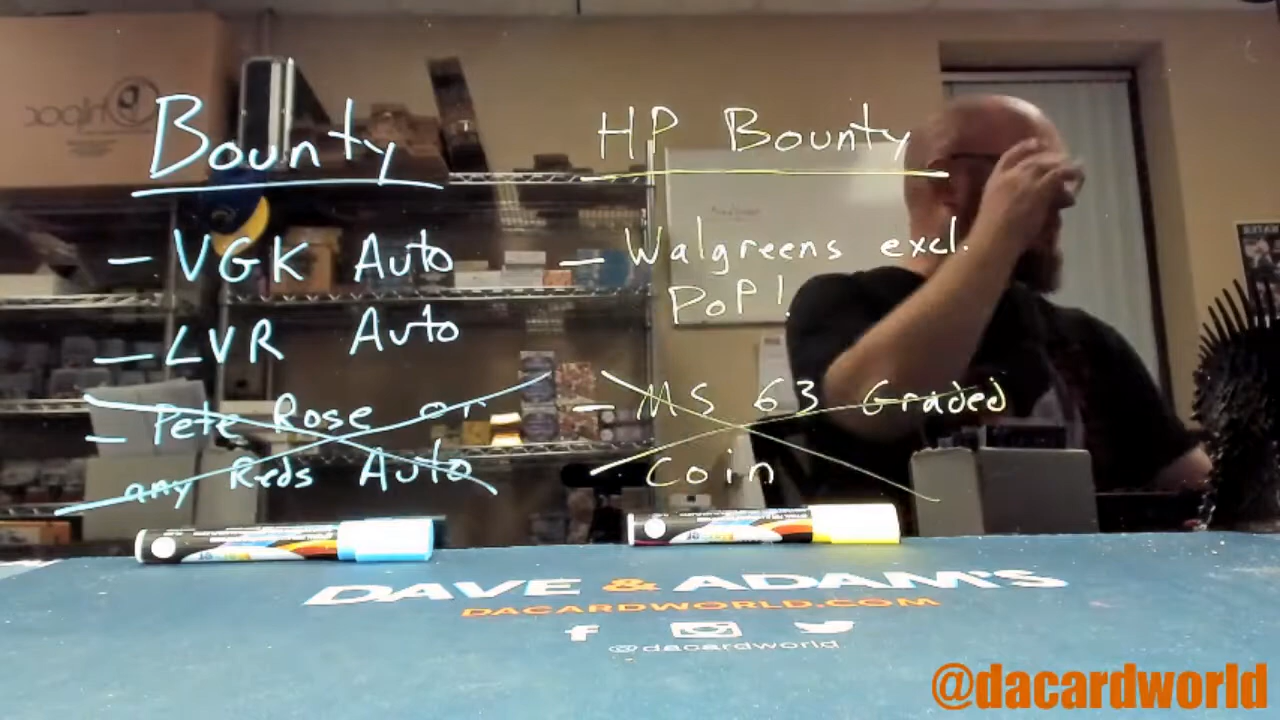 Bounty
- VGK Auto
- LVR Auto
- Pete Rose or
any Reds Auto
HP Bounty
- Walgreens excl.
POP!
- MS 63 Graded
coin
DAVE & ADAM'S
DACARDWORLD.COM
@dacardworld
@dacardworld